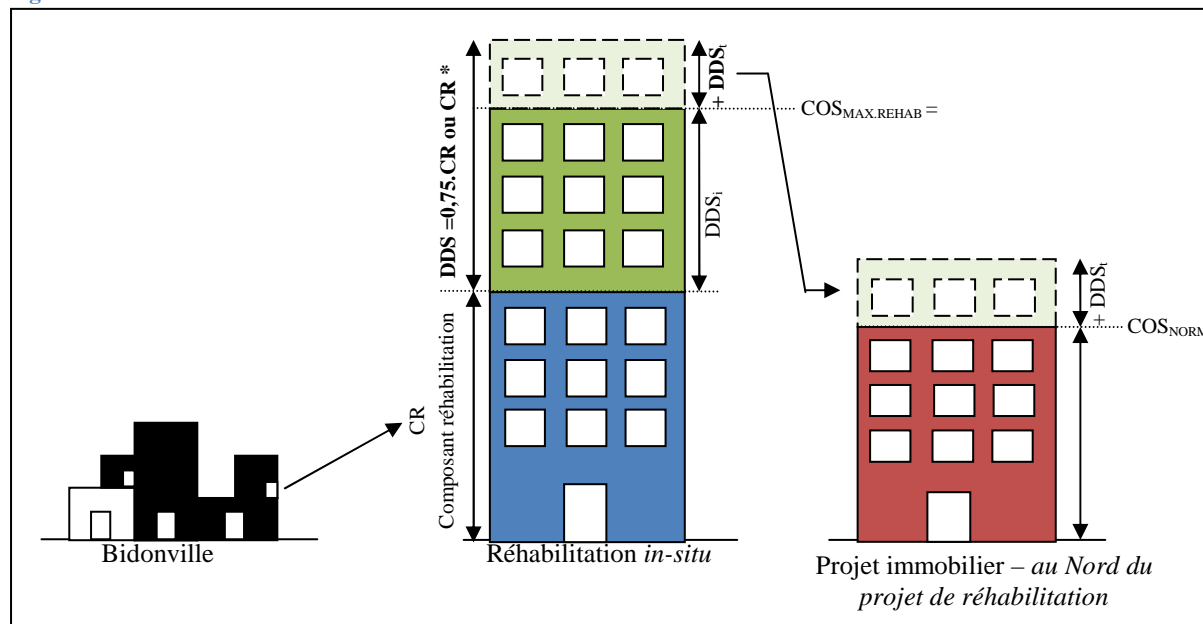 DDS =0,75.CR ou CR *
+ DDSt
COSMAX.REHAB =
DDSi
Composant réhabilitation
CR
+ DDSt
COSNORM
Bidonville
Réhabilitation in-situ
Projet immobilier – au Nord du
projet de réhabilitation